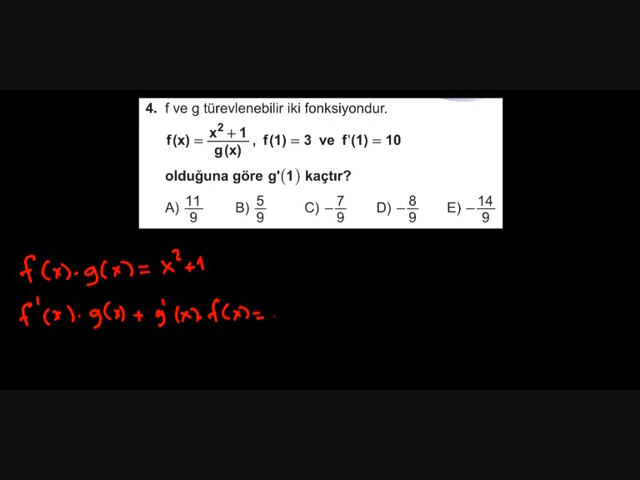 4. f ve g türevlenebilir iki fonksiyondur.
f(x) = (x² + 1)/g(x) , f(1) = 3 ve f'(1) = 10
olduğuna göre g'(1) kaçtır?
A) 11/9 B) 5/9 C) −7/9 D) −8/9 E) −14/9
f(x) · g(x) = x² + 1
f'(x) · g(x) + g'(x) · f(x) =